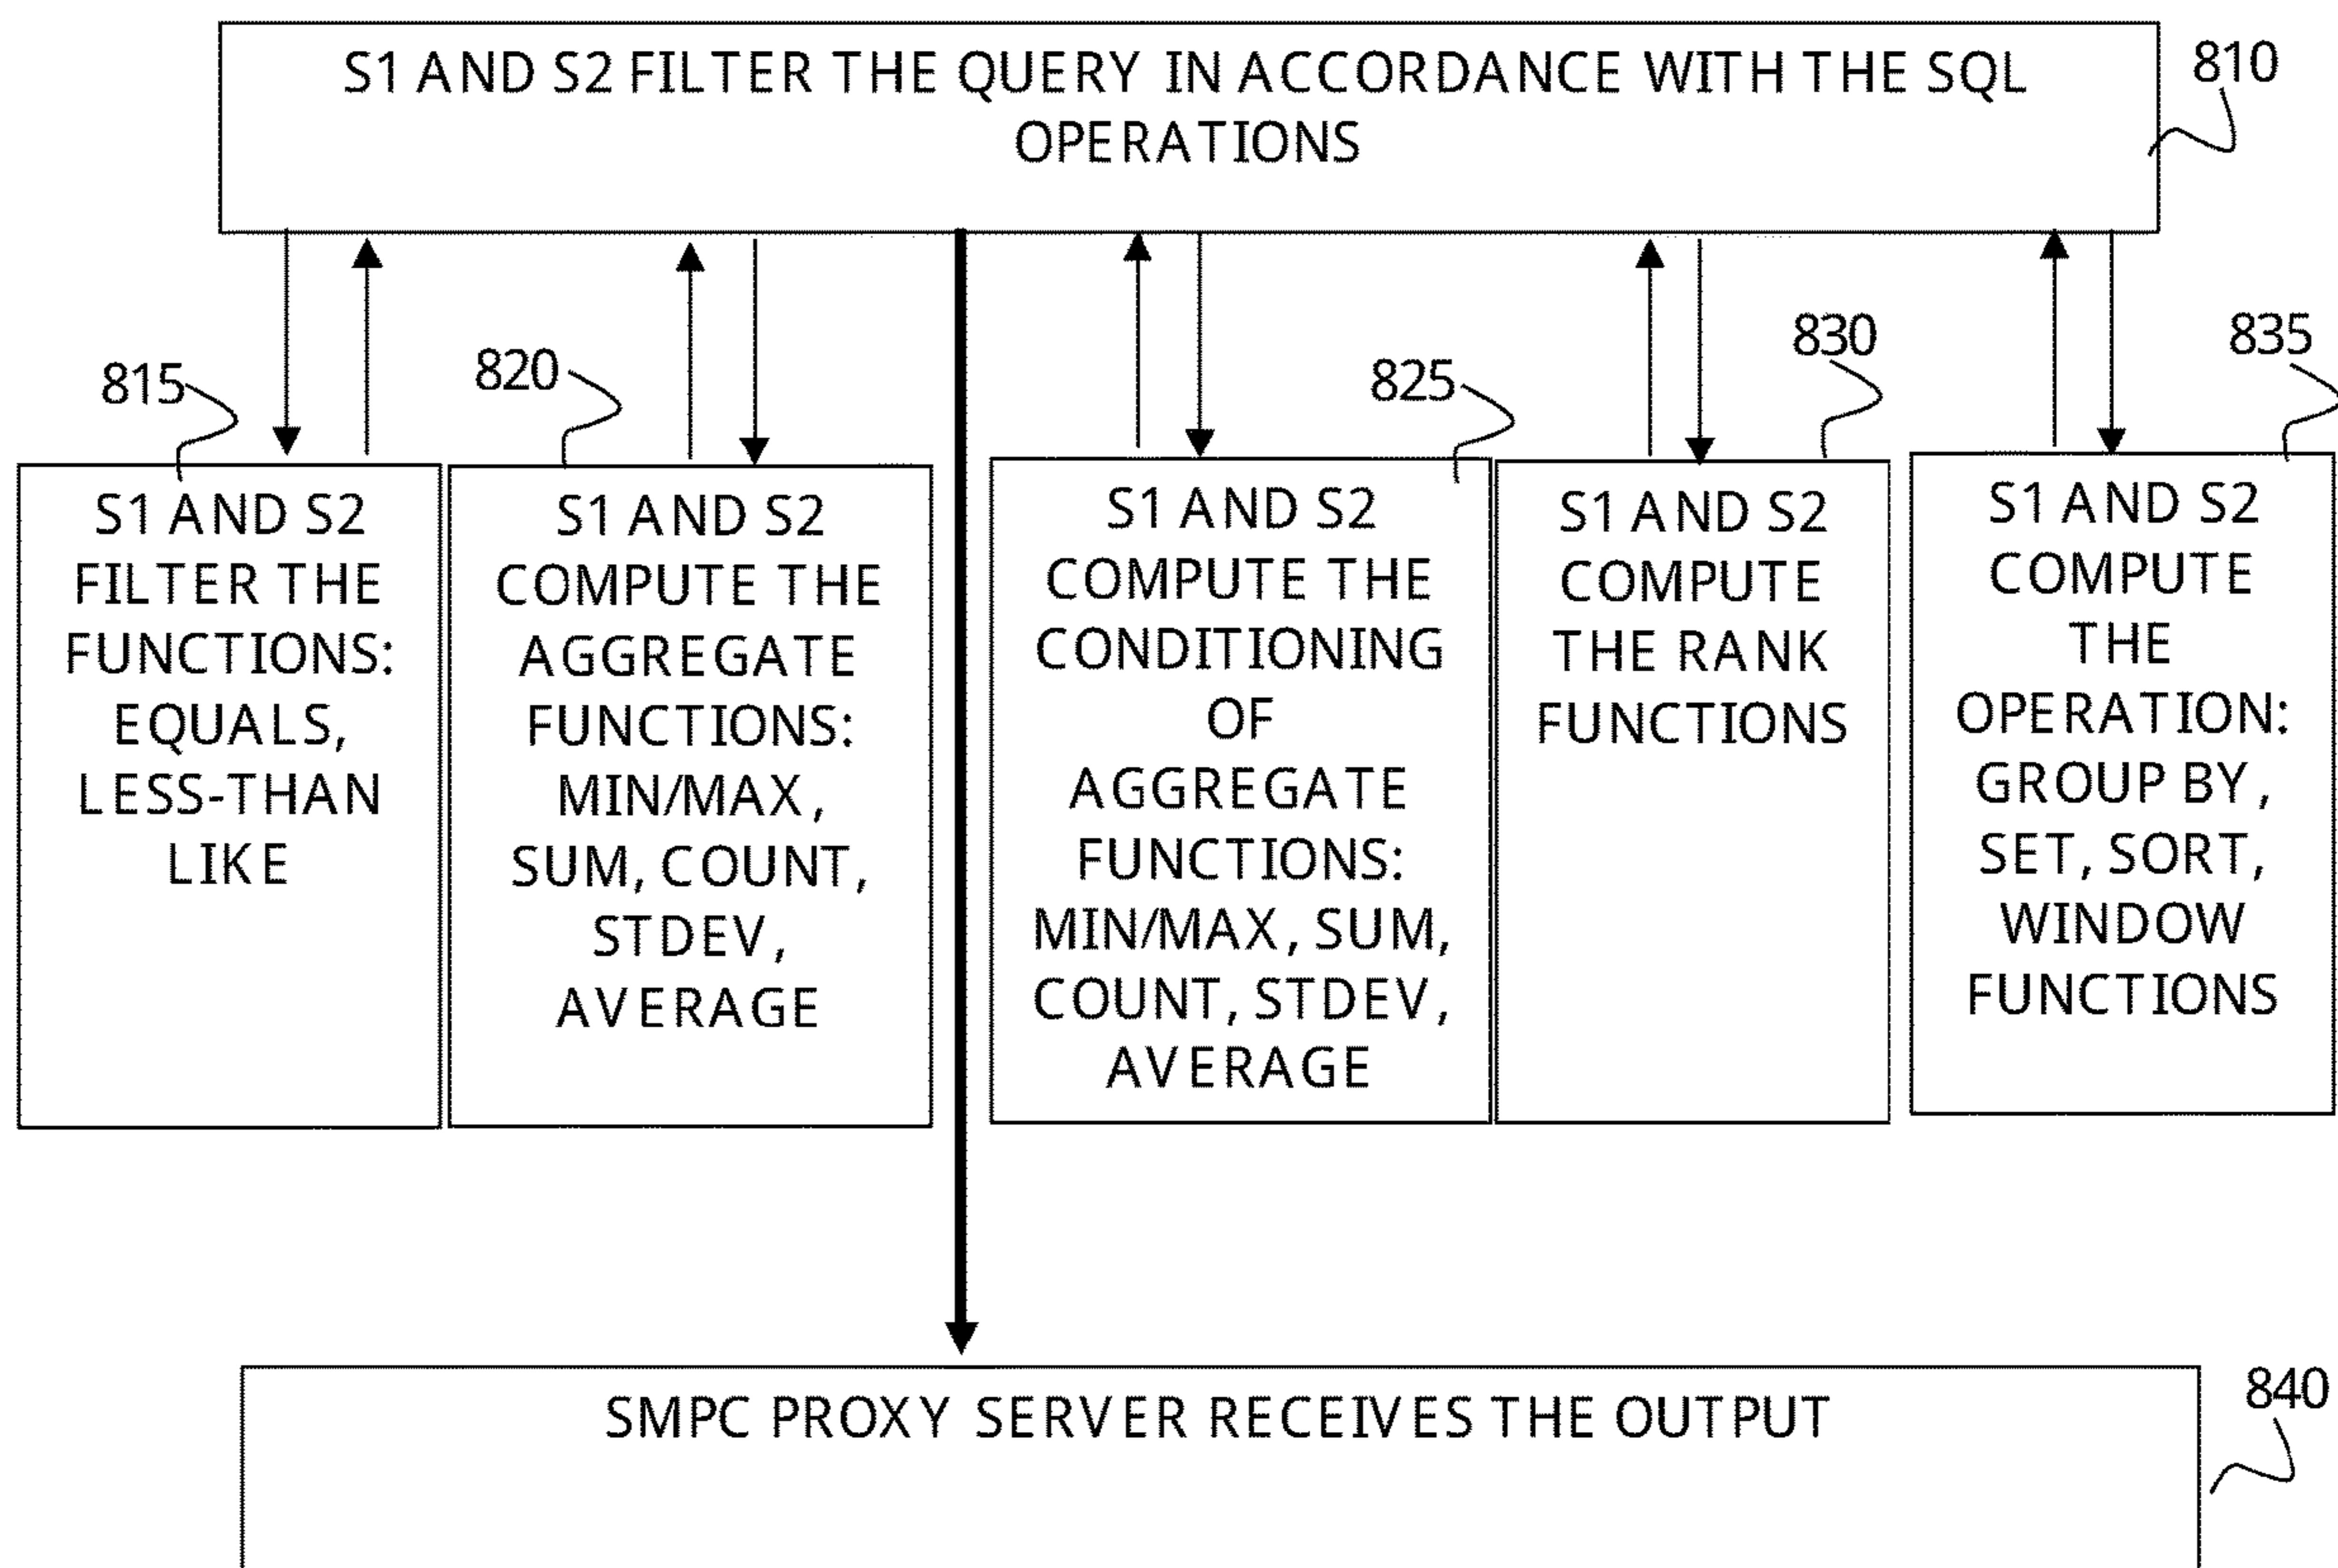 S1 AND S2 FILTER THE QUERY IN ACCORDANCE WITH THE SQL
OPERATIONS
810
815
820
825
830
835
S1 AND S2
FILTER THE
FUNCTIONS:
EQUALS,
LESS-THAN
LIKE
S1 AND S2
COMPUTE THE
AGGREGATE
FUNCTIONS:
MIN/MAX,
SUM, COUNT,
STDEV,
AVERAGE
S1 AND S2
COMPUTE THE
CONDITIONING
OF
AGGREGATE
FUNCTIONS:
MIN/MAX, SUM,
COUNT, STDEV,
AVERAGE
S1 AND S2
COMPUTE
THE RANK
FUNCTIONS
S1 AND S2
COMPUTE
THE
OPERATION:
GROUP BY,
SET, SORT,
WINDOW
FUNCTIONS
SMPC PROXY SERVER RECEIVES THE OUTPUT
840